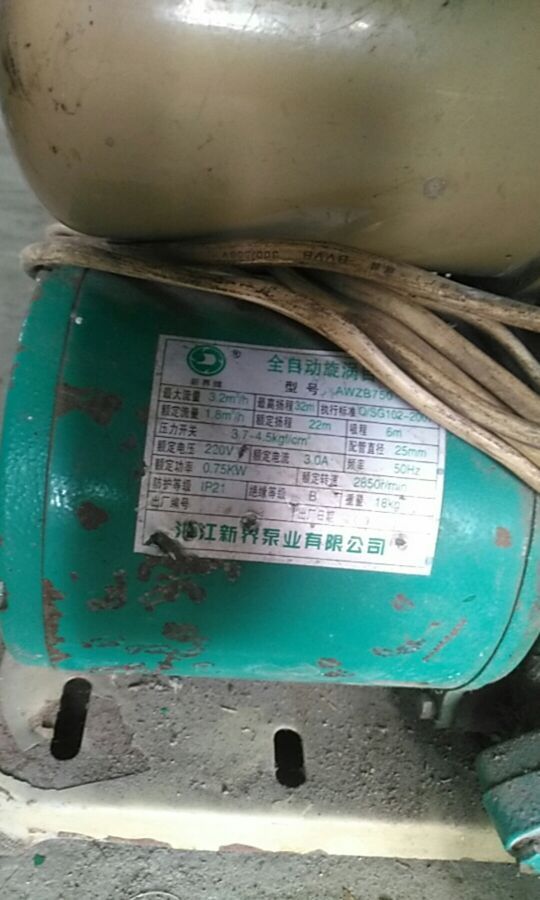 300/500V BVVB
®
新界牌
全自动旋涡自
型号 AWZB750
最大流量 3.2m³/h 最高扬程 32m 执行标准 Q/SG102-200
额定流量 1.8m³/h 额定扬程 22m 吸程 6m
压力开关 3.7-4.5kgf/cm² 配管直径 25mm
额定电压 220V 额定电流 3.0A 频率 50Hz
额定功率 0.75KW 额定转速 2850r/min
防护等级 IP21 绝缘等级 B 重量 18kg
出厂编号 出厂日期
浙江新界泵业有限公司